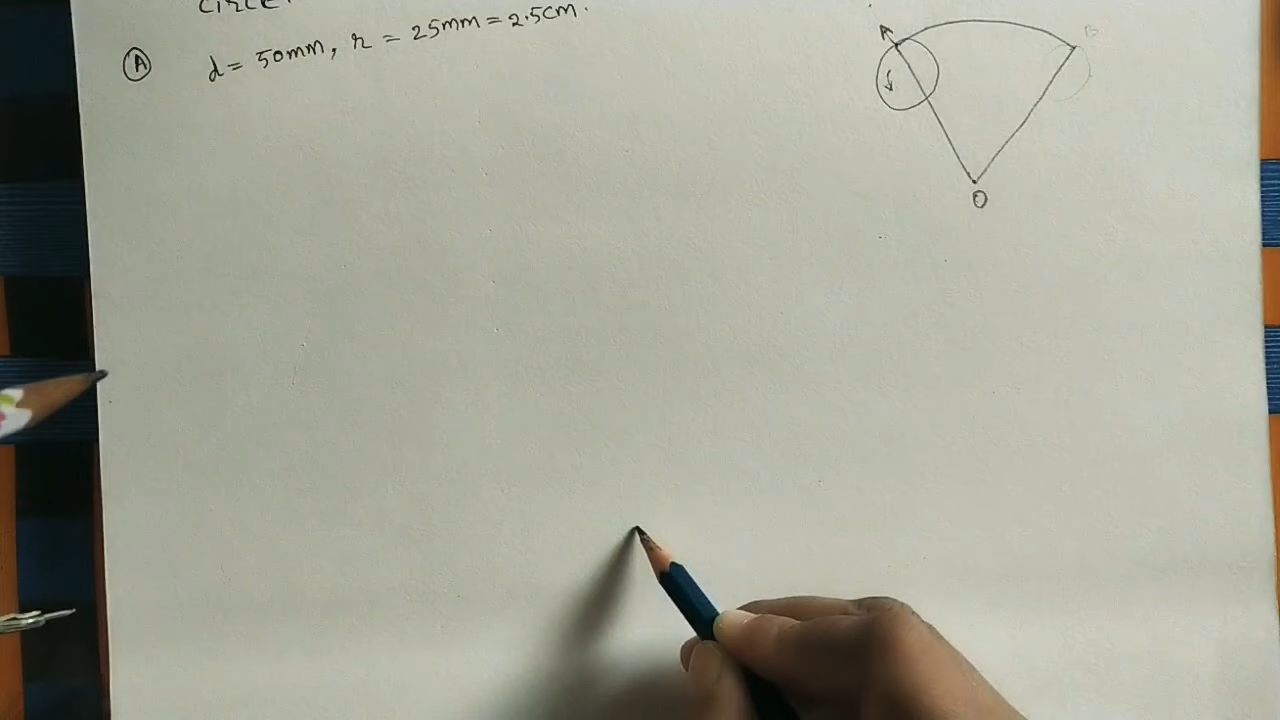 (A) d = 50mm, r = 25mm = 2.5cm.
A
O